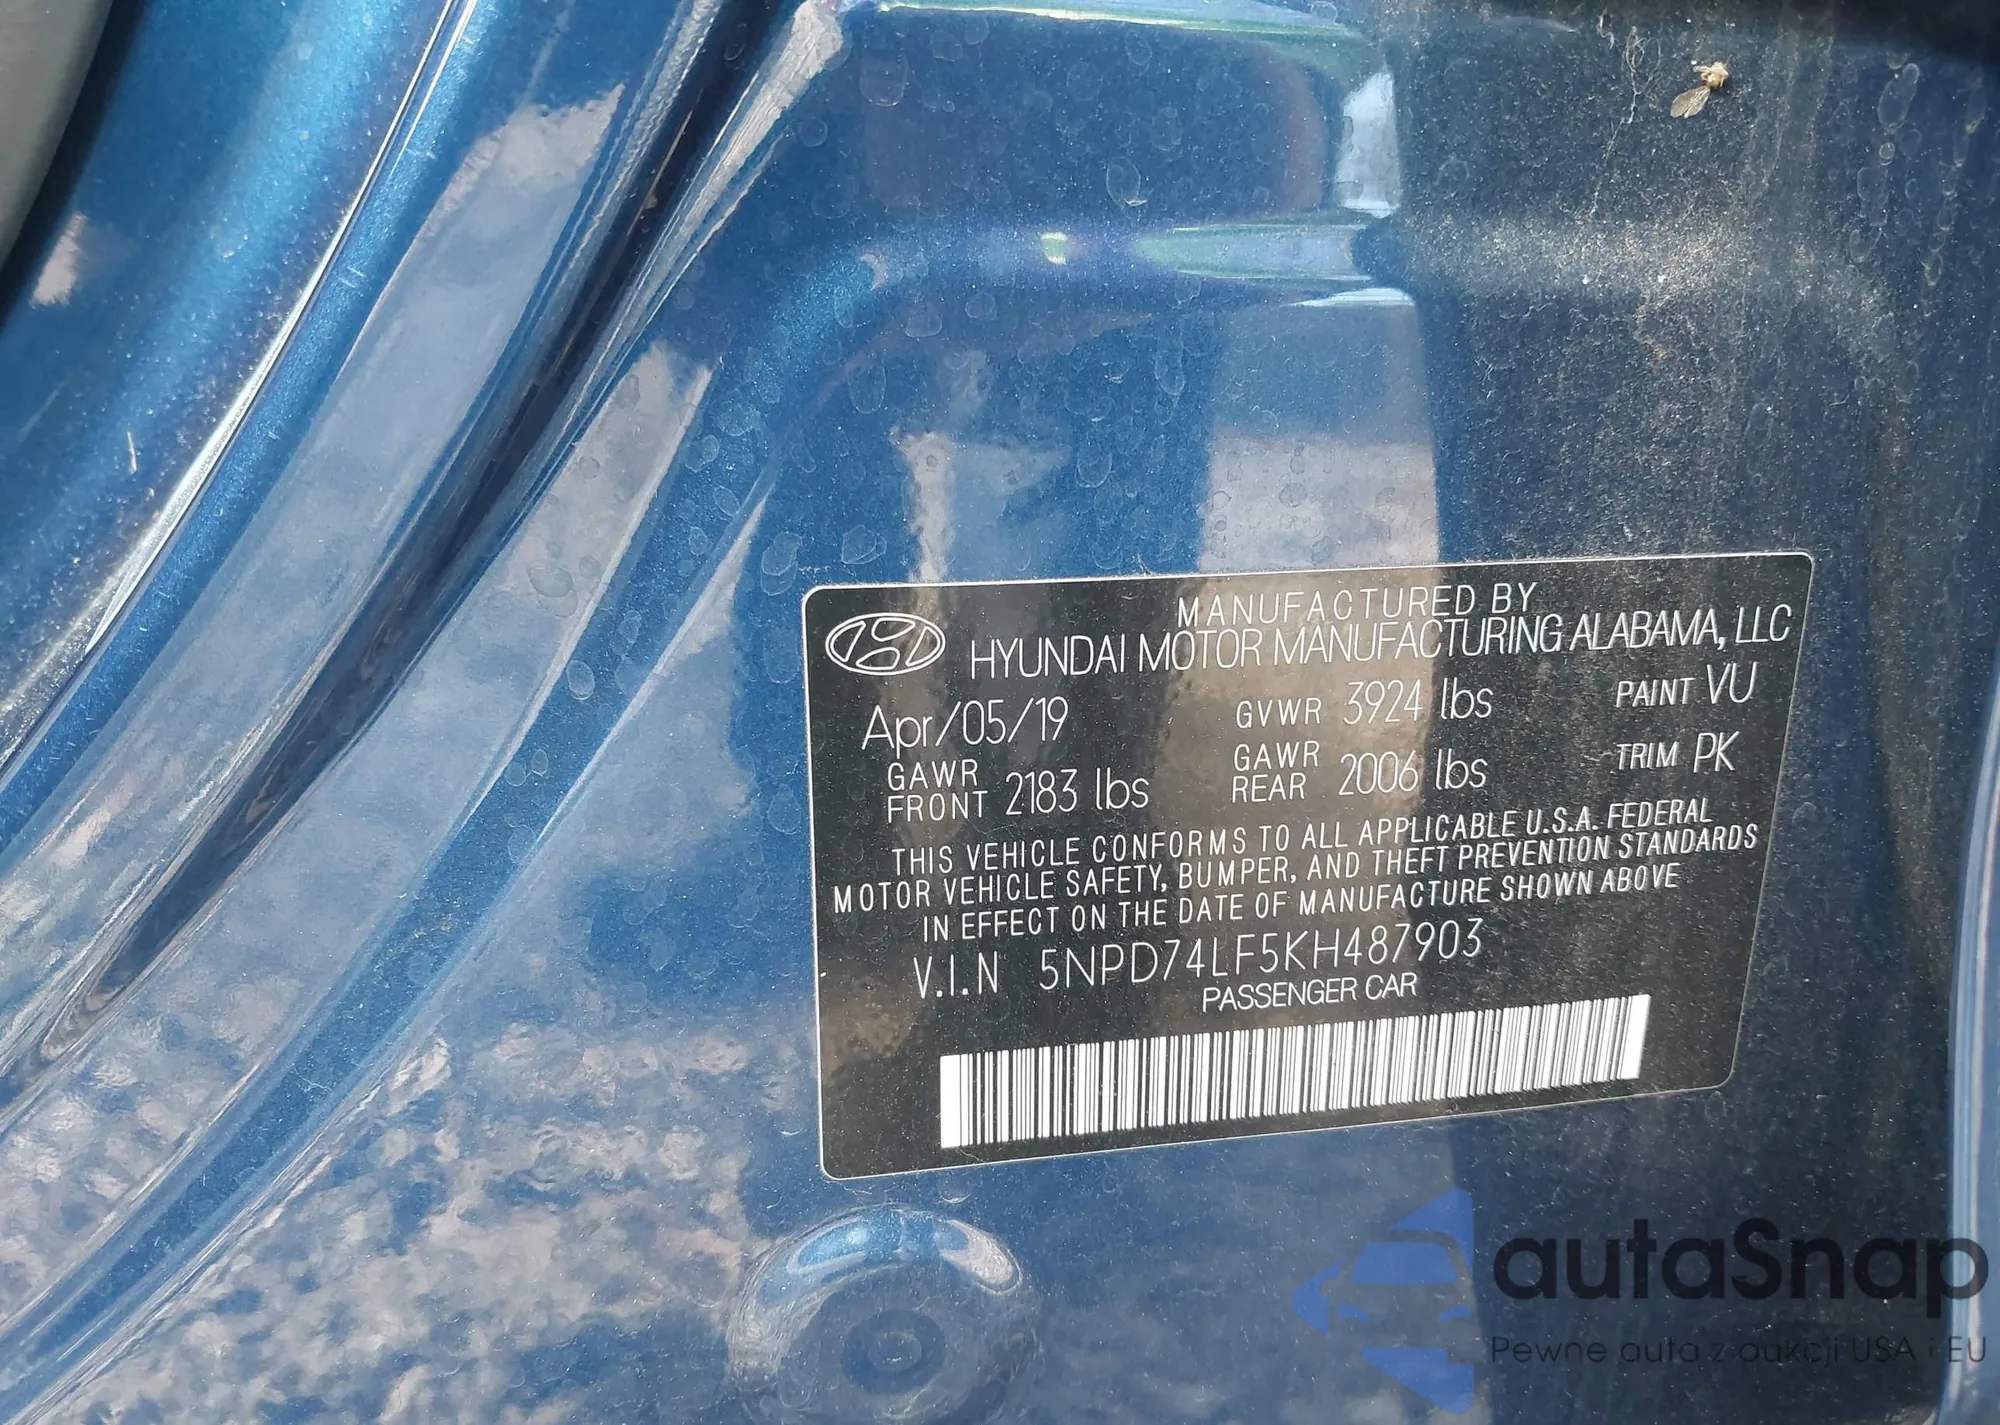 MANUFACTURED BY
HYUNDAI MOTOR MANUFACTURING ALABAMA, LLC
Apr/05/19 GVWR 3924 lbs PAINT VU
GAWR FRONT 2183 lbs GAWR REAR 2006 lbs TRIM PK
THIS VEHICLE CONFORMS TO ALL APPLICABLE U.S.A. FEDERAL
MOTOR VEHICLE SAFETY, BUMPER, AND THEFT PREVENTION STANDARDS
IN EFFECT ON THE DATE OF MANUFACTURE SHOWN ABOVE
V.I.N 5NPD74LF5KH487903
PASSENGER CAR
autaSnap
Pewne auta z aukcji USA i EU